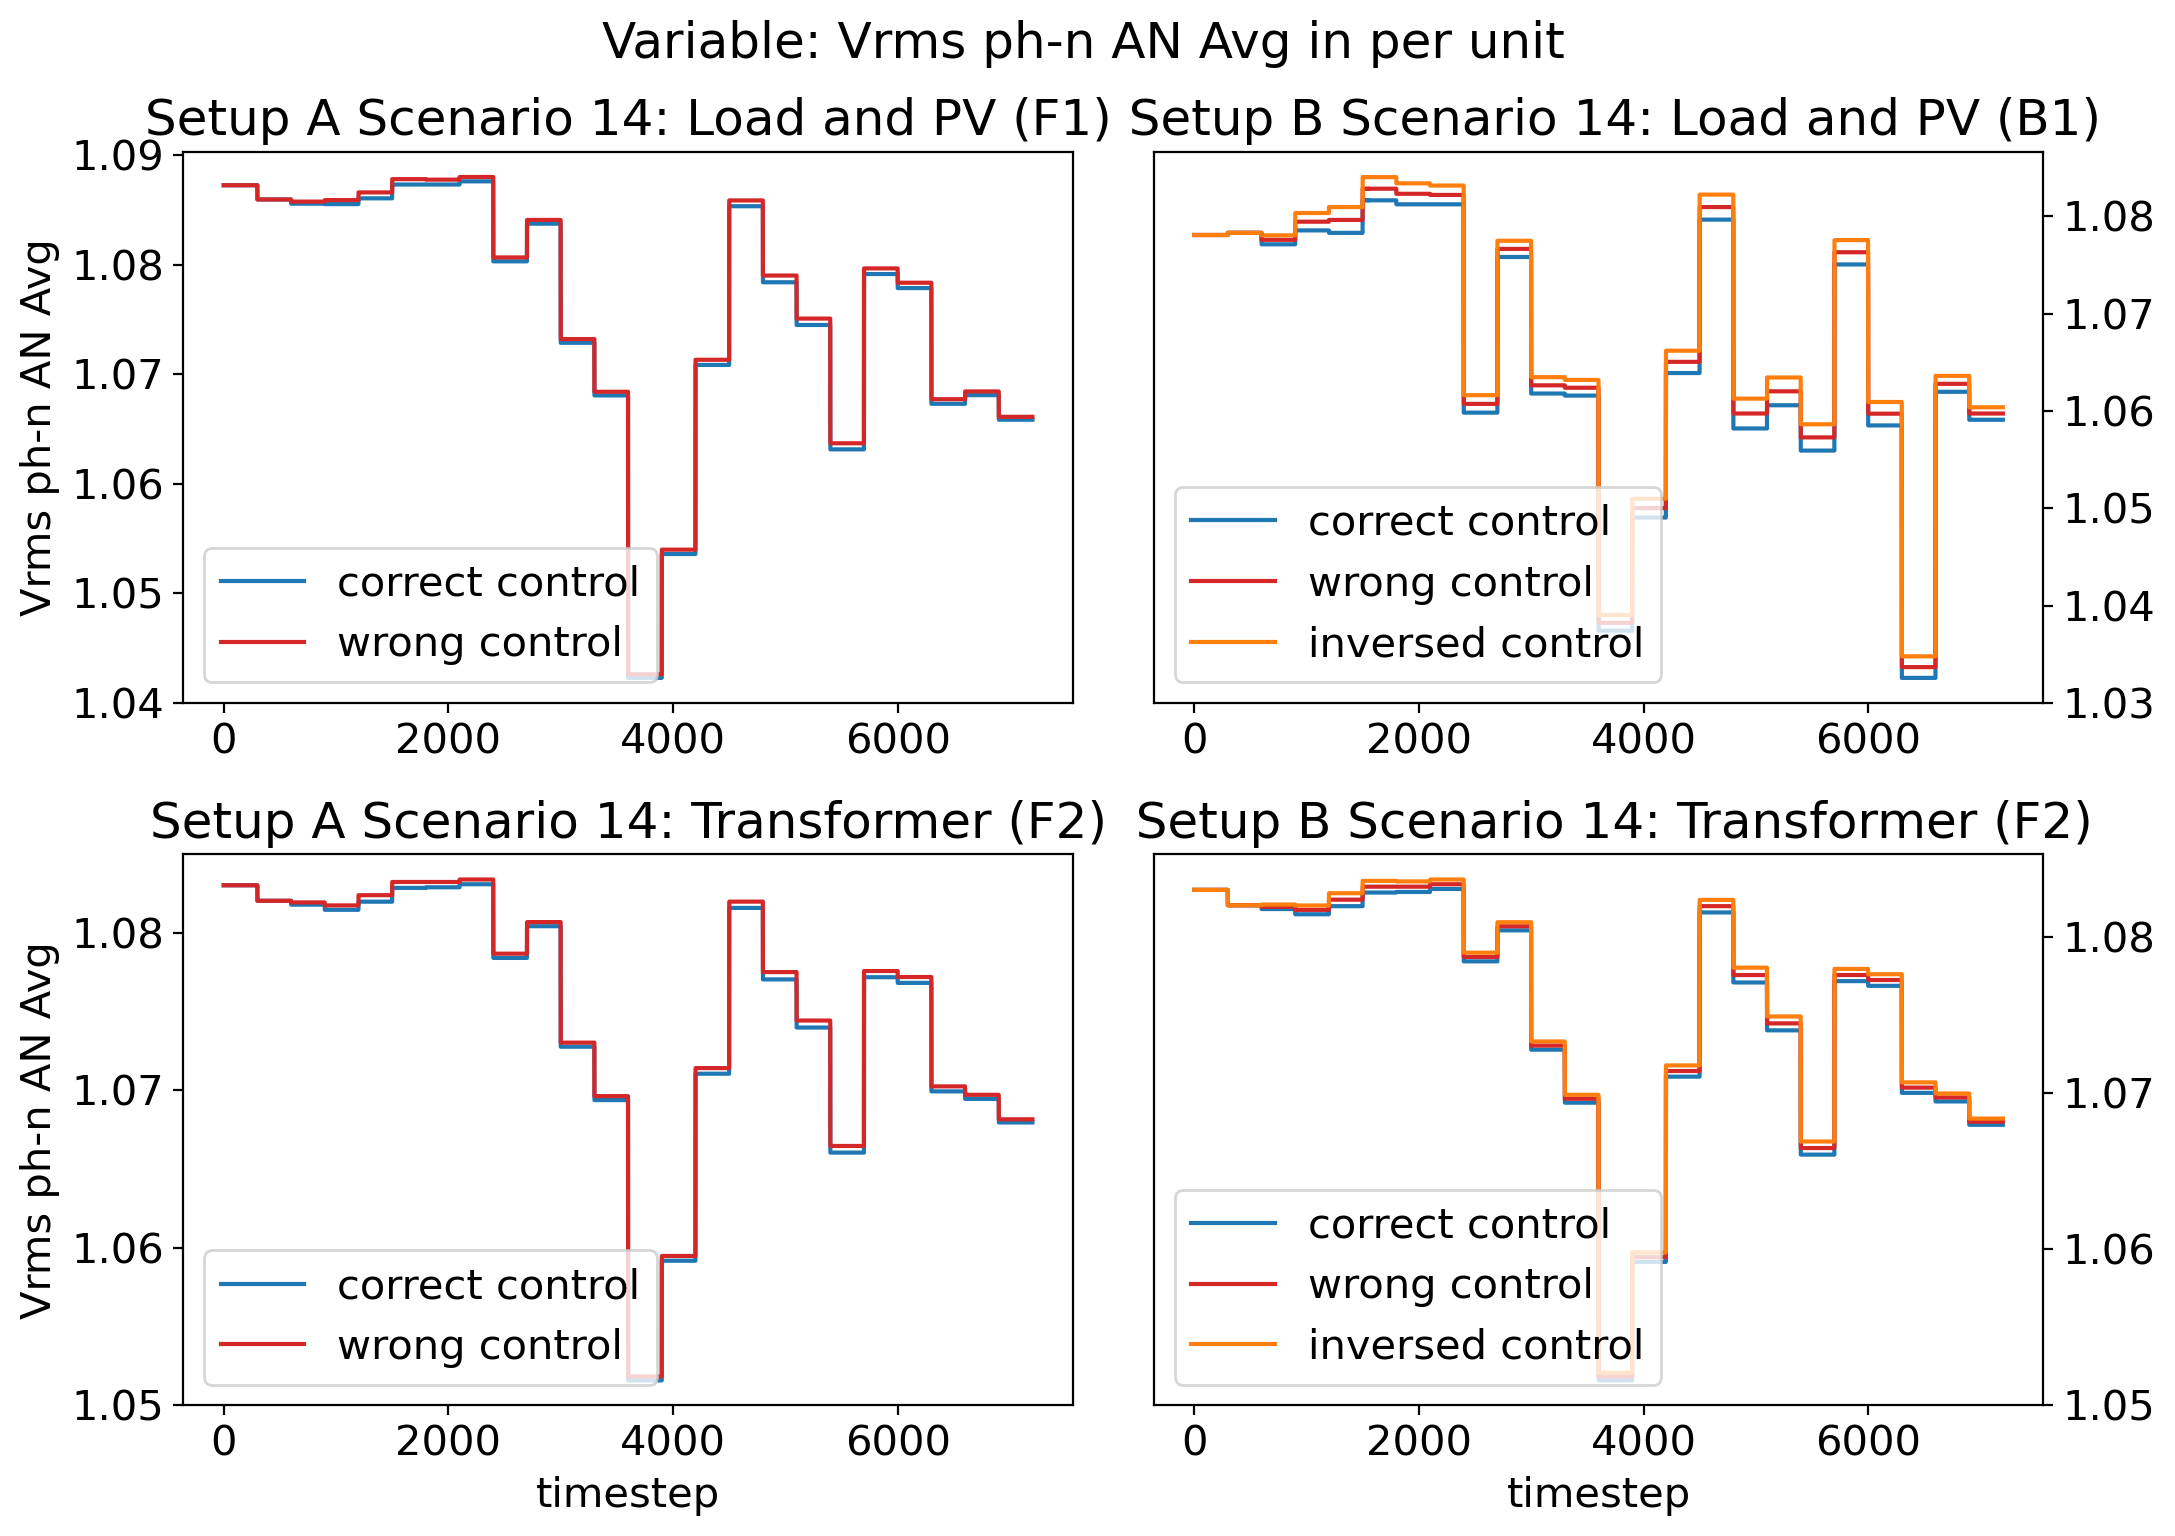 Variable: Vrms ph-n AN Avg in per unit
Setup A Scenario 14: Load and PV (F1)
Vrms ph-n AN Avg
1.09
1.08
1.07
1.06
1.05
1.04
correct control
wrong control
0 2000 4000 6000
Setup B Scenario 14: Load and PV (B1)
1.08
1.07
1.06
1.05
1.04
1.03
correct control
wrong control
inversed control
0 2000 4000 6000
Setup A Scenario 14: Transformer (F2)
Vrms ph-n AN Avg
1.08
1.07
1.06
1.05
correct control
wrong control
0 2000 4000 6000
timestep
Setup B Scenario 14: Transformer (F2)
1.08
1.07
1.06
1.05
correct control
wrong control
inversed control
0 2000 4000 6000
timestep